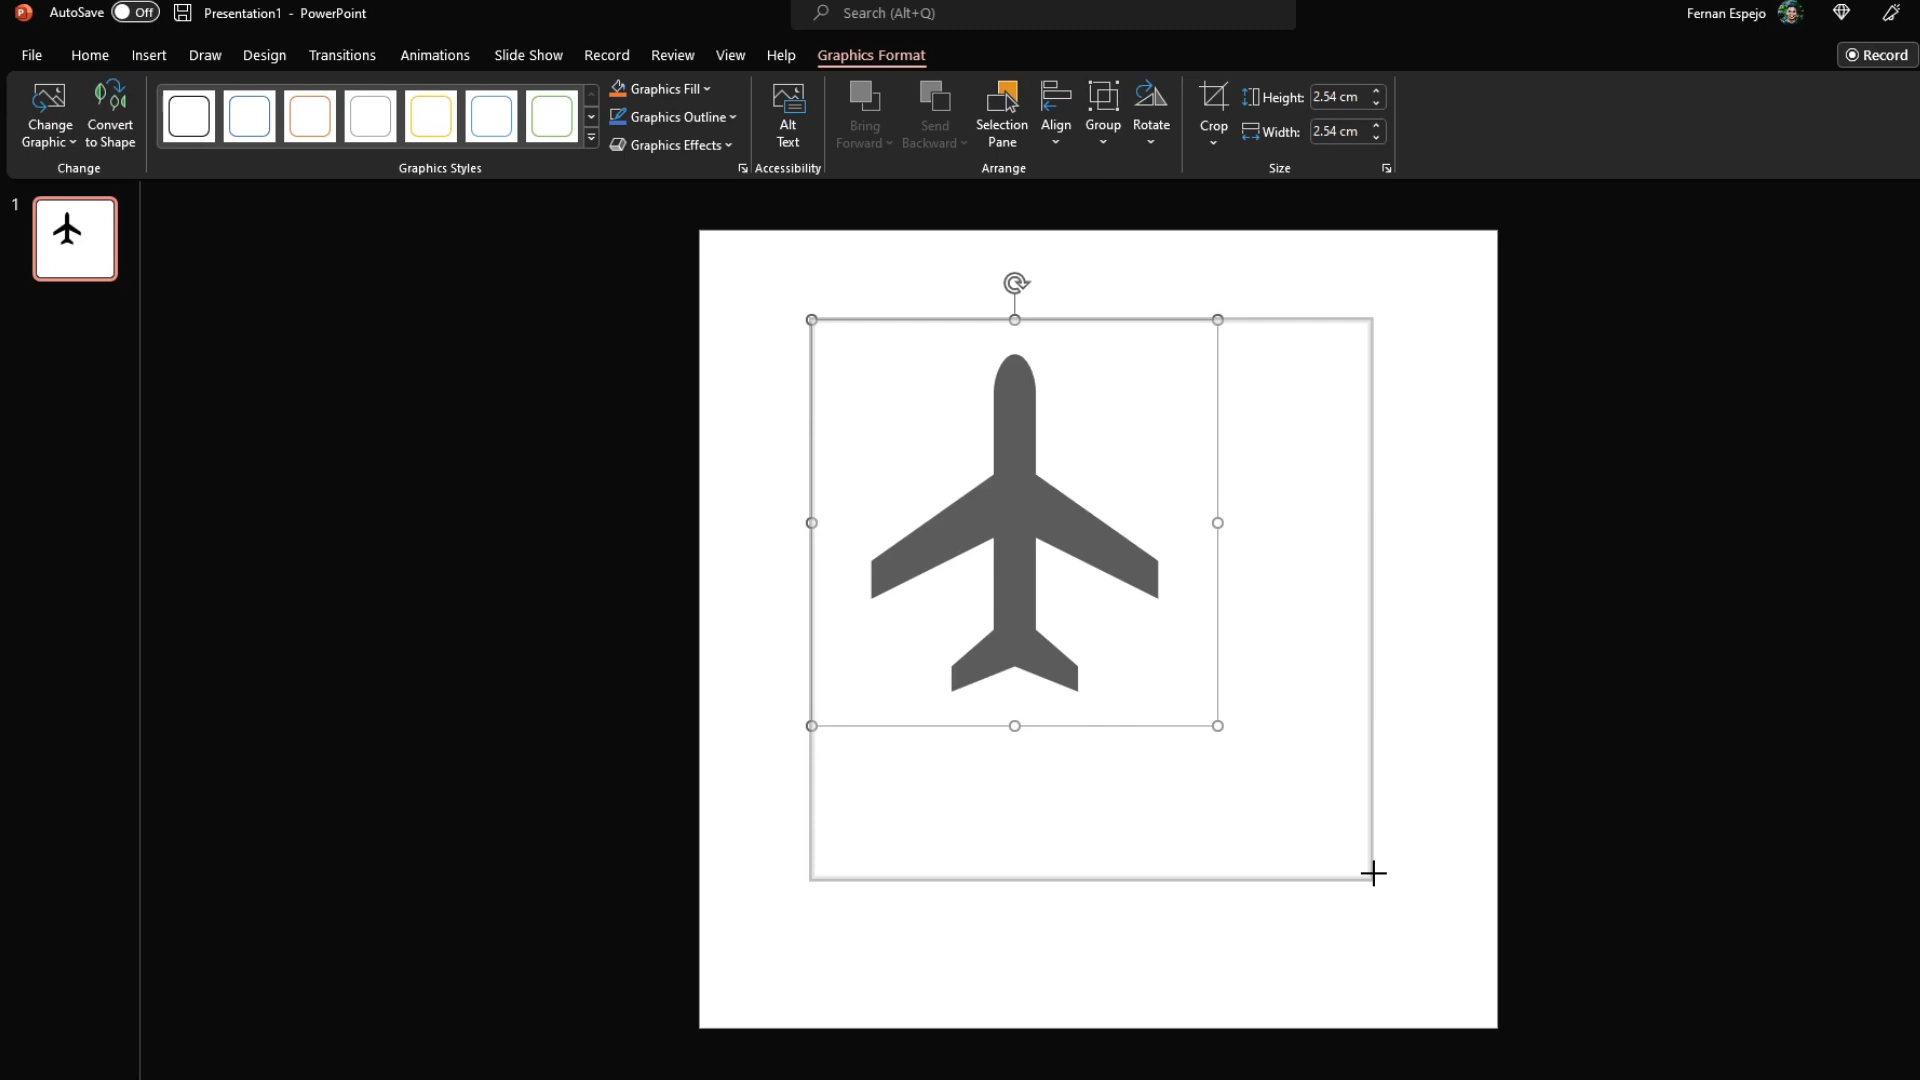 AutoSave Off Presentation1 - PowerPoint Search (Alt+Q) Fernan Espejo
File Home Insert Draw Design Transitions Animations Slide Show Record Review View Help Graphics Format Record
Change Graphic
Convert to Shape
Change
Graphics Fill
Graphics Outline
Graphics Effects
Graphics Styles
Alt Text
Accessibility
Bring Forward
Send Backward
Selection Pane
Align
Group
Rotate
Arrange
Crop
Height: 2.54 cm
Width: 2.54 cm
Size
1